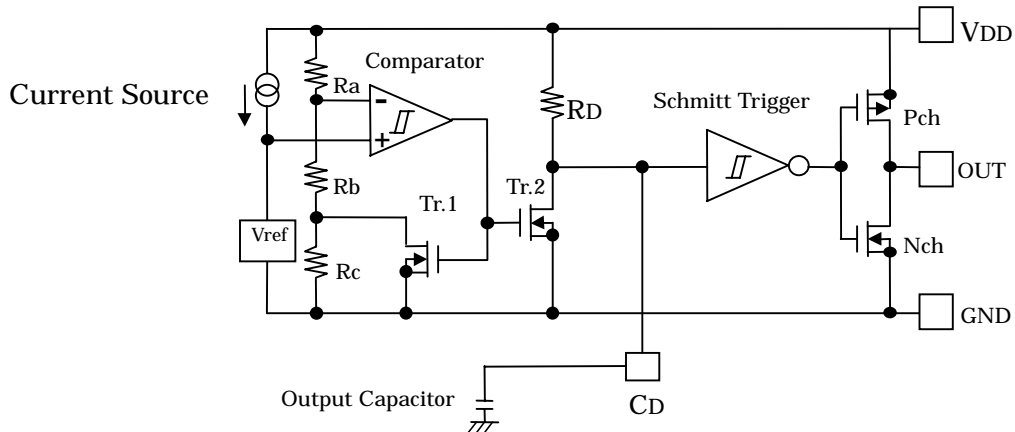 VDD
Comparator
Ra
Current Source
Schmitt Trigger
RD
Pch
-
+
OUT
Rb
Tr.1
Tr.2
Vref
Nch
Rc
GND
Output Capacitor
CD